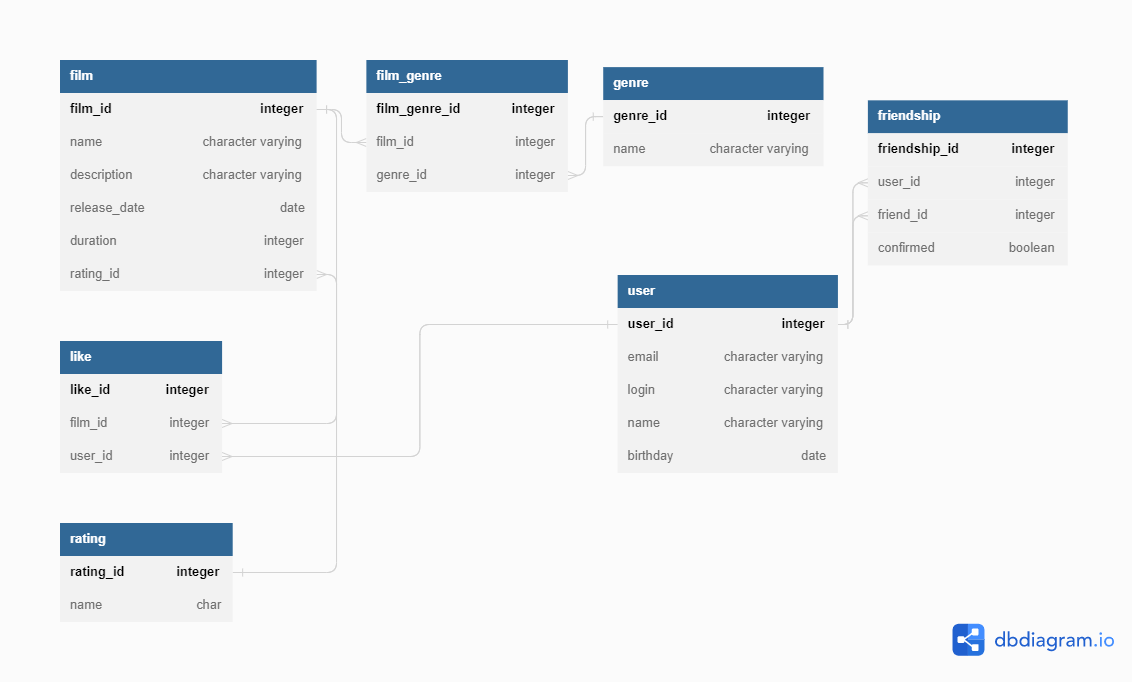 film
film_id integer
name character varying
description character varying
release_date date
duration integer
rating_id integer
film_genre
film_genre_id integer
film_id integer
genre_id integer
genre
genre_id integer
name character varying
friendship
friendship_id integer
user_id integer
friend_id integer
confirmed boolean
user
user_id integer
email character varying
login character varying
name character varying
birthday date
like
like_id integer
film_id integer
user_id integer
rating
rating_id integer
name char
dbdiagram.io